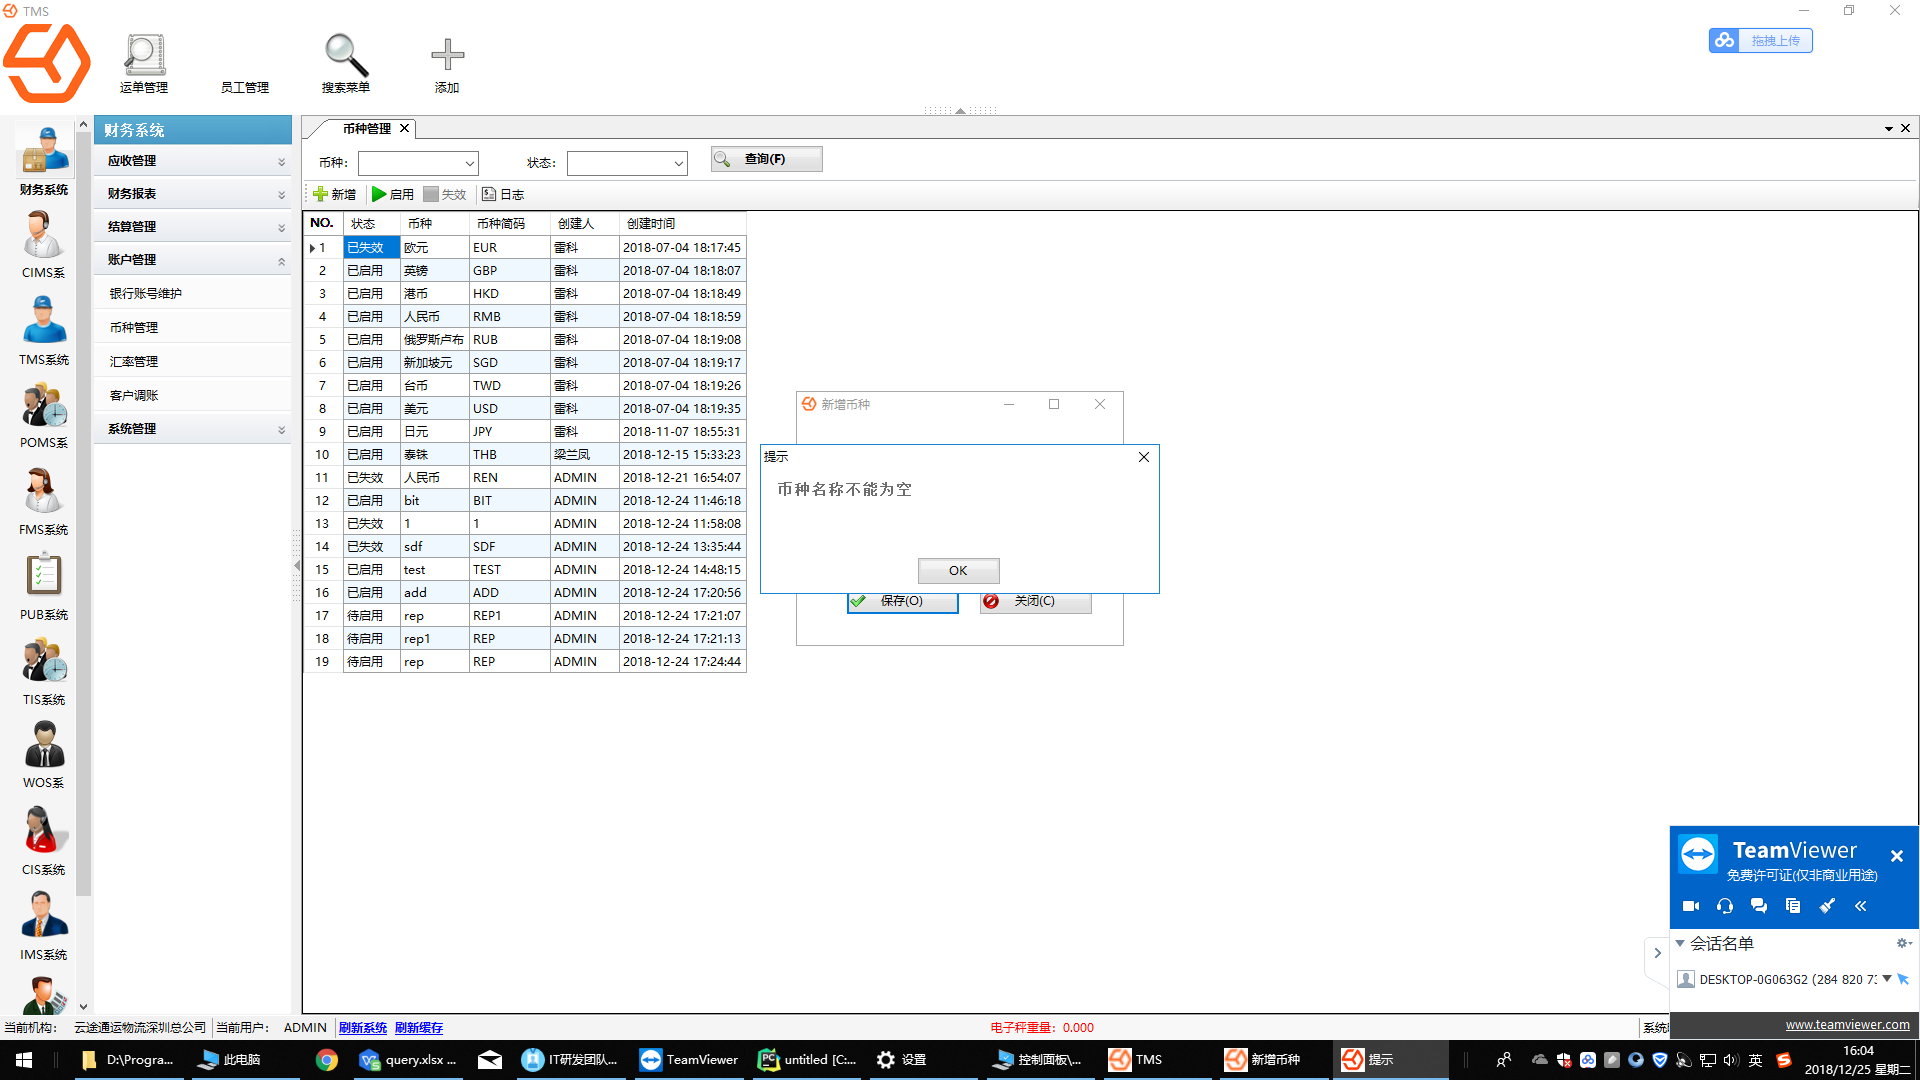 TMS
运单管理
员工管理
搜索菜单
添加
拖拽上传
财务系统
CIMS系
TMS系统
POMS系
FMS系统
PUB系统
TIS系统
WOS系
CIS系统
IMS系统
财务系统
应收管理
财务报表
结算管理
账户管理
银行账号维护
币种管理
汇率管理
客户调账
系统管理
币种管理
币种: 状态: 查询(F)
新增 启用 失效 日志
NO. 状态 币种 币种简码 创建人 创建时间
1 已失效 欧元 EUR 雷科 2018-07-04 18:17:45
2 已启用 英镑 GBP 雷科 2018-07-04 18:18:07
3 已启用 港币 HKD 雷科 2018-07-04 18:18:49
4 已启用 人民币 RMB 雷科 2018-07-04 18:18:59
5 已启用 俄罗斯卢布 RUB 雷科 2018-07-04 18:19:08
6 已启用 新加坡元 SGD 雷科 2018-07-04 18:19:17
7 已启用 台币 TWD 雷科 2018-07-04 18:19:26
8 已启用 美元 USD 雷科 2018-07-04 18:19:35
9 已启用 日元 JPY 雷科 2018-11-07 18:55:31
10 已启用 泰铢 THB 梁兰凤 2018-12-15 15:33:23
11 已失效 人民币 REN ADMIN 2018-12-21 16:54:07
12 已启用 bit BIT ADMIN 2018-12-24 11:46:18
13 已失效 1 1 ADMIN 2018-12-24 11:58:08
14 已失效 sdf SDF ADMIN 2018-12-24 13:35:44
15 已启用 test TEST ADMIN 2018-12-24 14:48:15
16 已启用 add ADD ADMIN 2018-12-24 17:20:56
17 待启用 rep REP1 ADMIN 2018-12-24 17:21:07
18 待启用 rep1 REP ADMIN 2018-12-24 17:21:13
19 待启用 rep REP ADMIN 2018-12-24 17:24:44
新增币种
提示
币种名称不能为空
OK
保存(O) 关闭(C)
TeamViewer
免费许可证(仅非商业用途)
会话名单
DESKTOP-0G063G2 (284 820 7
www.teamviewer.com
当前机构: 云途通运物流深圳总公司 当前用户: ADMIN 刷新系统 刷新缓存 电子秤重量: 0.000 系统
D:\Progra... 此电脑 query.xlsx ... IT研发团队... TeamViewer untitled [C:... 设置 控制面板\... TMS 新增币种 提示 英 16:04
2018/12/25 星期二